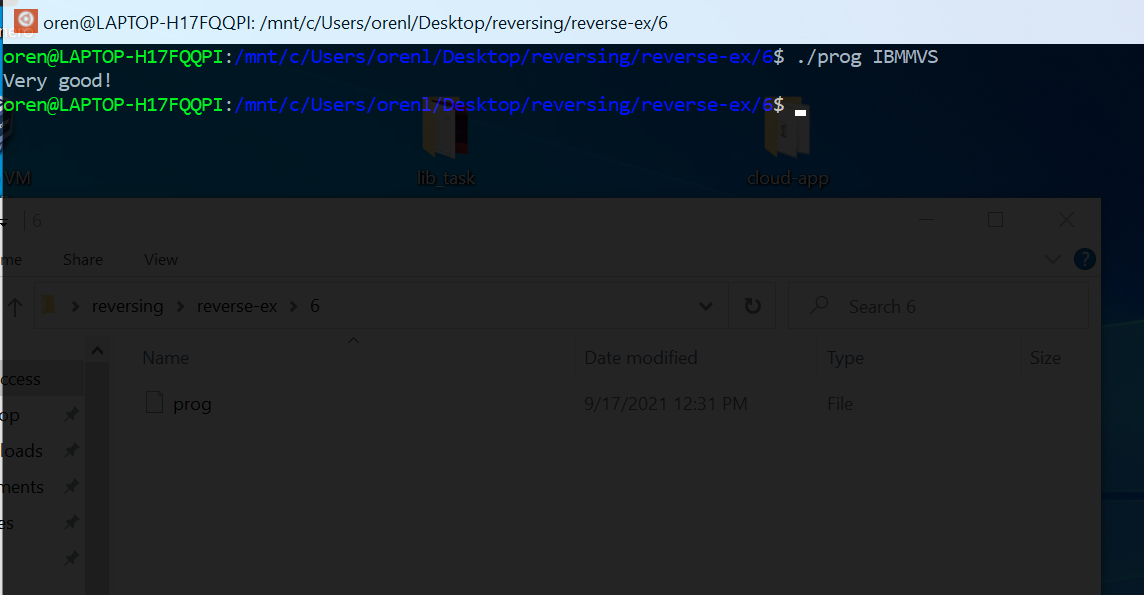 oren@LAPTOP-H17FQQPI: /mnt/c/Users/orenl/Desktop/reversing/reverse-ex/6
oren@LAPTOP-H17FQQPI:/mnt/c/Users/orenl/Desktop/reversing/reverse-ex/6$ ./prog IBMMVS
Very good!
oren@LAPTOP-H17FQQPI:/mnt/c/Users/orenl/Desktop/reversing/reverse-ex/6$
VM lib_task cloud-app
6
me Share View ?
reversing > reverse-ex > 6 Search 6
Name Date modified Type Size
ccess
prog 9/17/2021 12:31 PM File
op
loads
ments
es